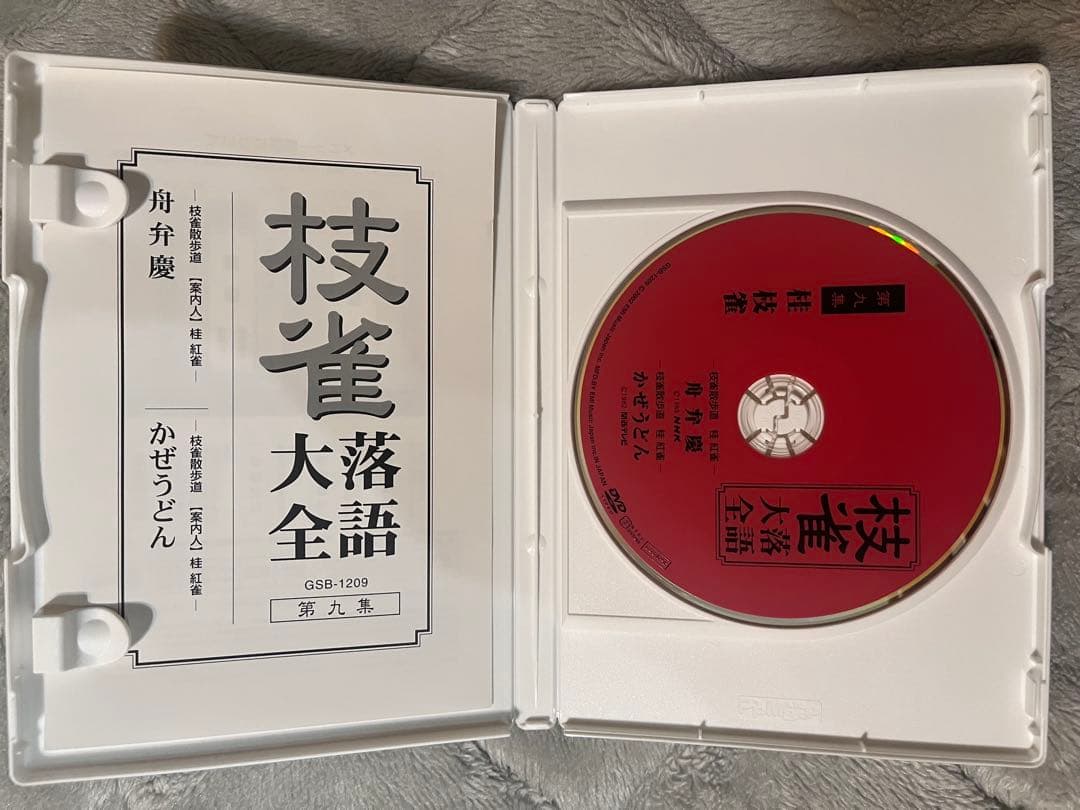 枝雀
落語
大全
GSB-1209
第九集
―枝雀散歩道 【案内人】 桂 紅雀―
舟弁慶
―枝雀散歩道 【案内人】 桂 紅雀―
かぜうどん
第九集
桂枝雀
―枝雀散歩道 桂 紅雀―
舟弁慶
―枝雀散歩道 桂 紅雀―
かぜうどん
枝雀
落語
大全
DVD